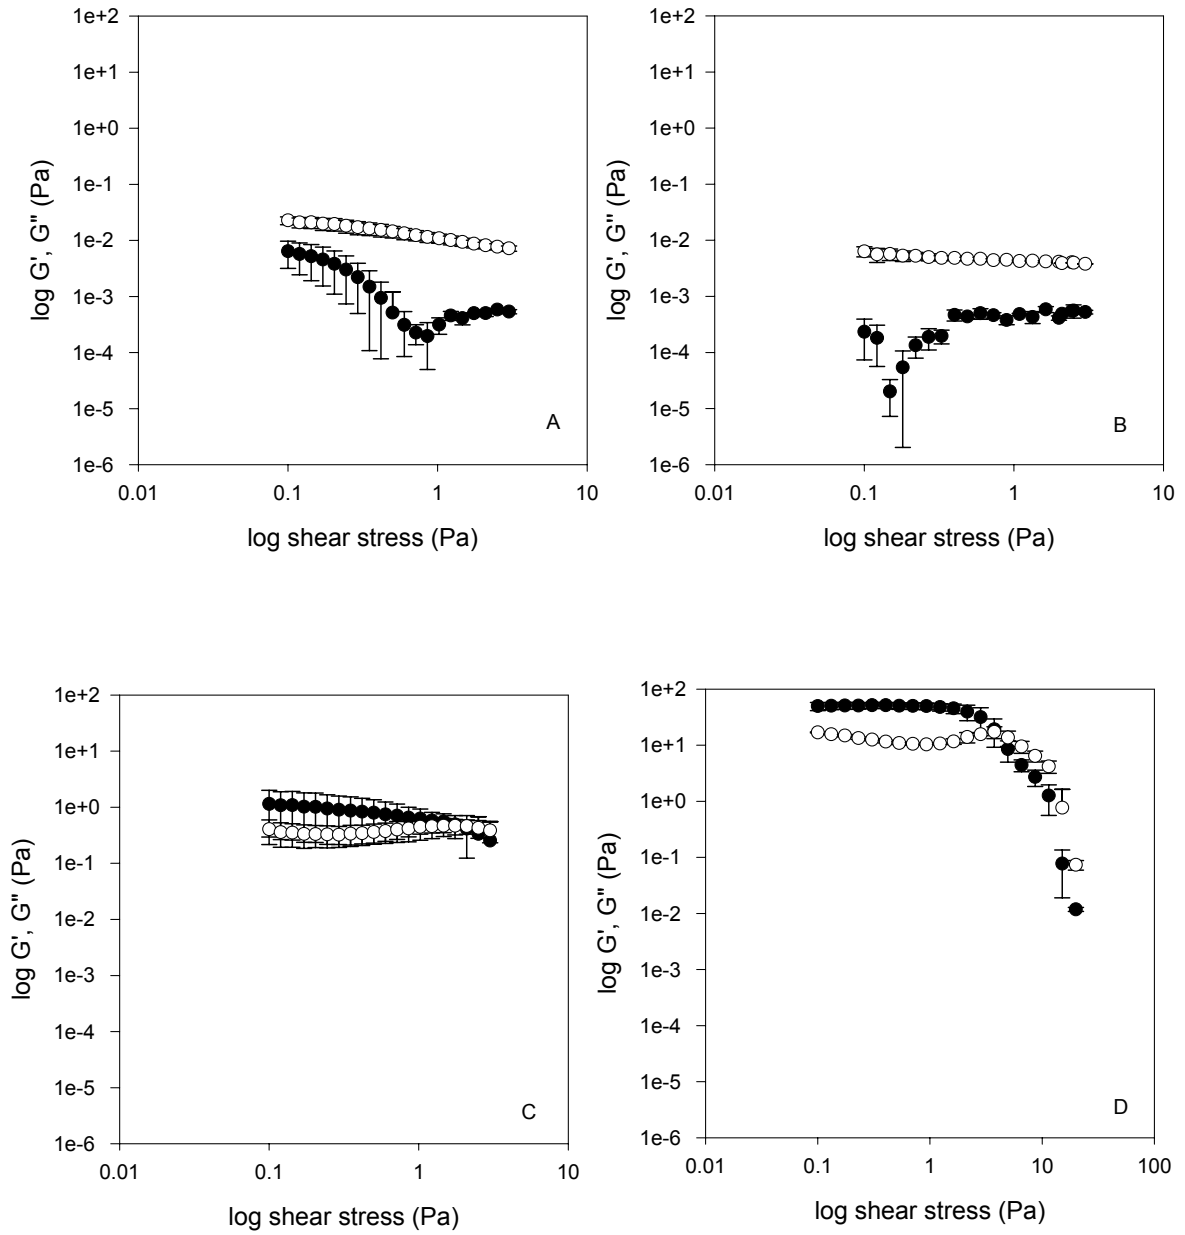 1e+2
1e+1
1e+0
1e-1
1e-2
1e-3
1e-4
1e-5
1e-6
log G', G" (Pa)
A
0.01 0.1 1 10
log shear stress (Pa)
1e+2
1e+1
1e+0
1e-1
1e-2
1e-3
1e-4
1e-5
1e-6
log G', G" (Pa)
B
0.01 0.1 1 10
log shear stress (Pa)
1e+2
1e+1
1e+0
1e-1
1e-2
1e-3
1e-4
1e-5
1e-6
log G', G" (Pa)
C
0.01 0.1 1 10
log shear stress (Pa)
1e+2
1e+1
1e+0
1e-1
1e-2
1e-3
1e-4
1e-5
1e-6
log G', G" (Pa)
D
0.01 0.1 1 10 100
log shear stress (Pa)